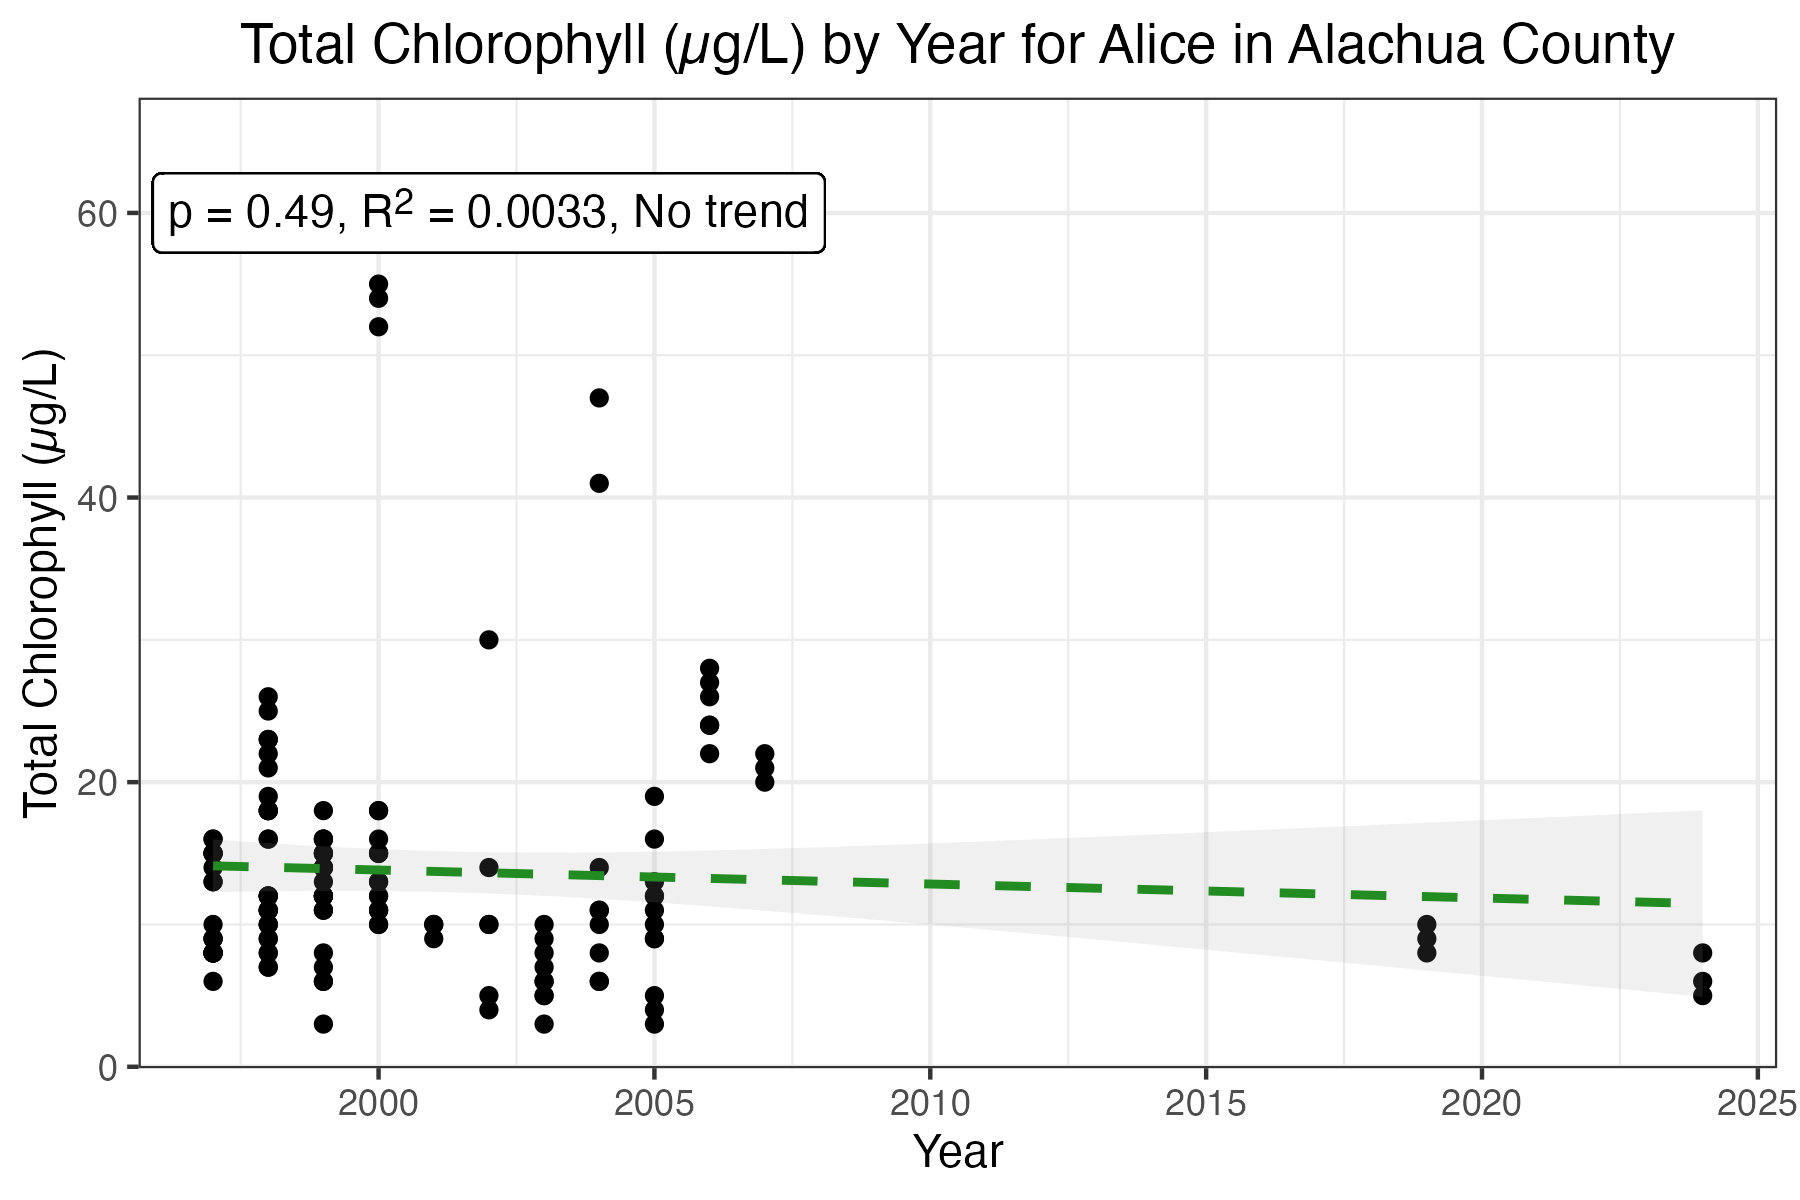 Total Chlorophyll (µg/L) by Year for Alice in Alachua County
p = 0.49, R² = 0.0033, No trend
Total Chlorophyll (µg/L)
60
40
20
0
2000 2005 2010 2015 2020 2025
Year